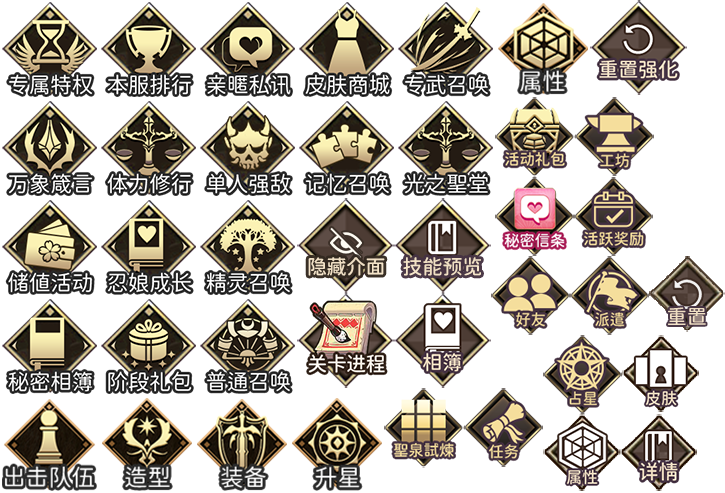 专属特权
本服排行
亲暱私讯
皮肤商城
专武召唤
属性
重置强化
万象箴言
体力修行
单人强敌
记忆召唤
光之聖堂
活动礼包
工坊
储值活动
忍娘成长
精灵召唤
隐藏介面
技能预览
秘密信条
活跃奖励
好友
派遣
重置
秘密相簿
阶段礼包
普通召唤
关卡进程
相簿
占星
皮肤
出击队伍
造型
装备
升星
聖泉試煉
任务
属性
详情